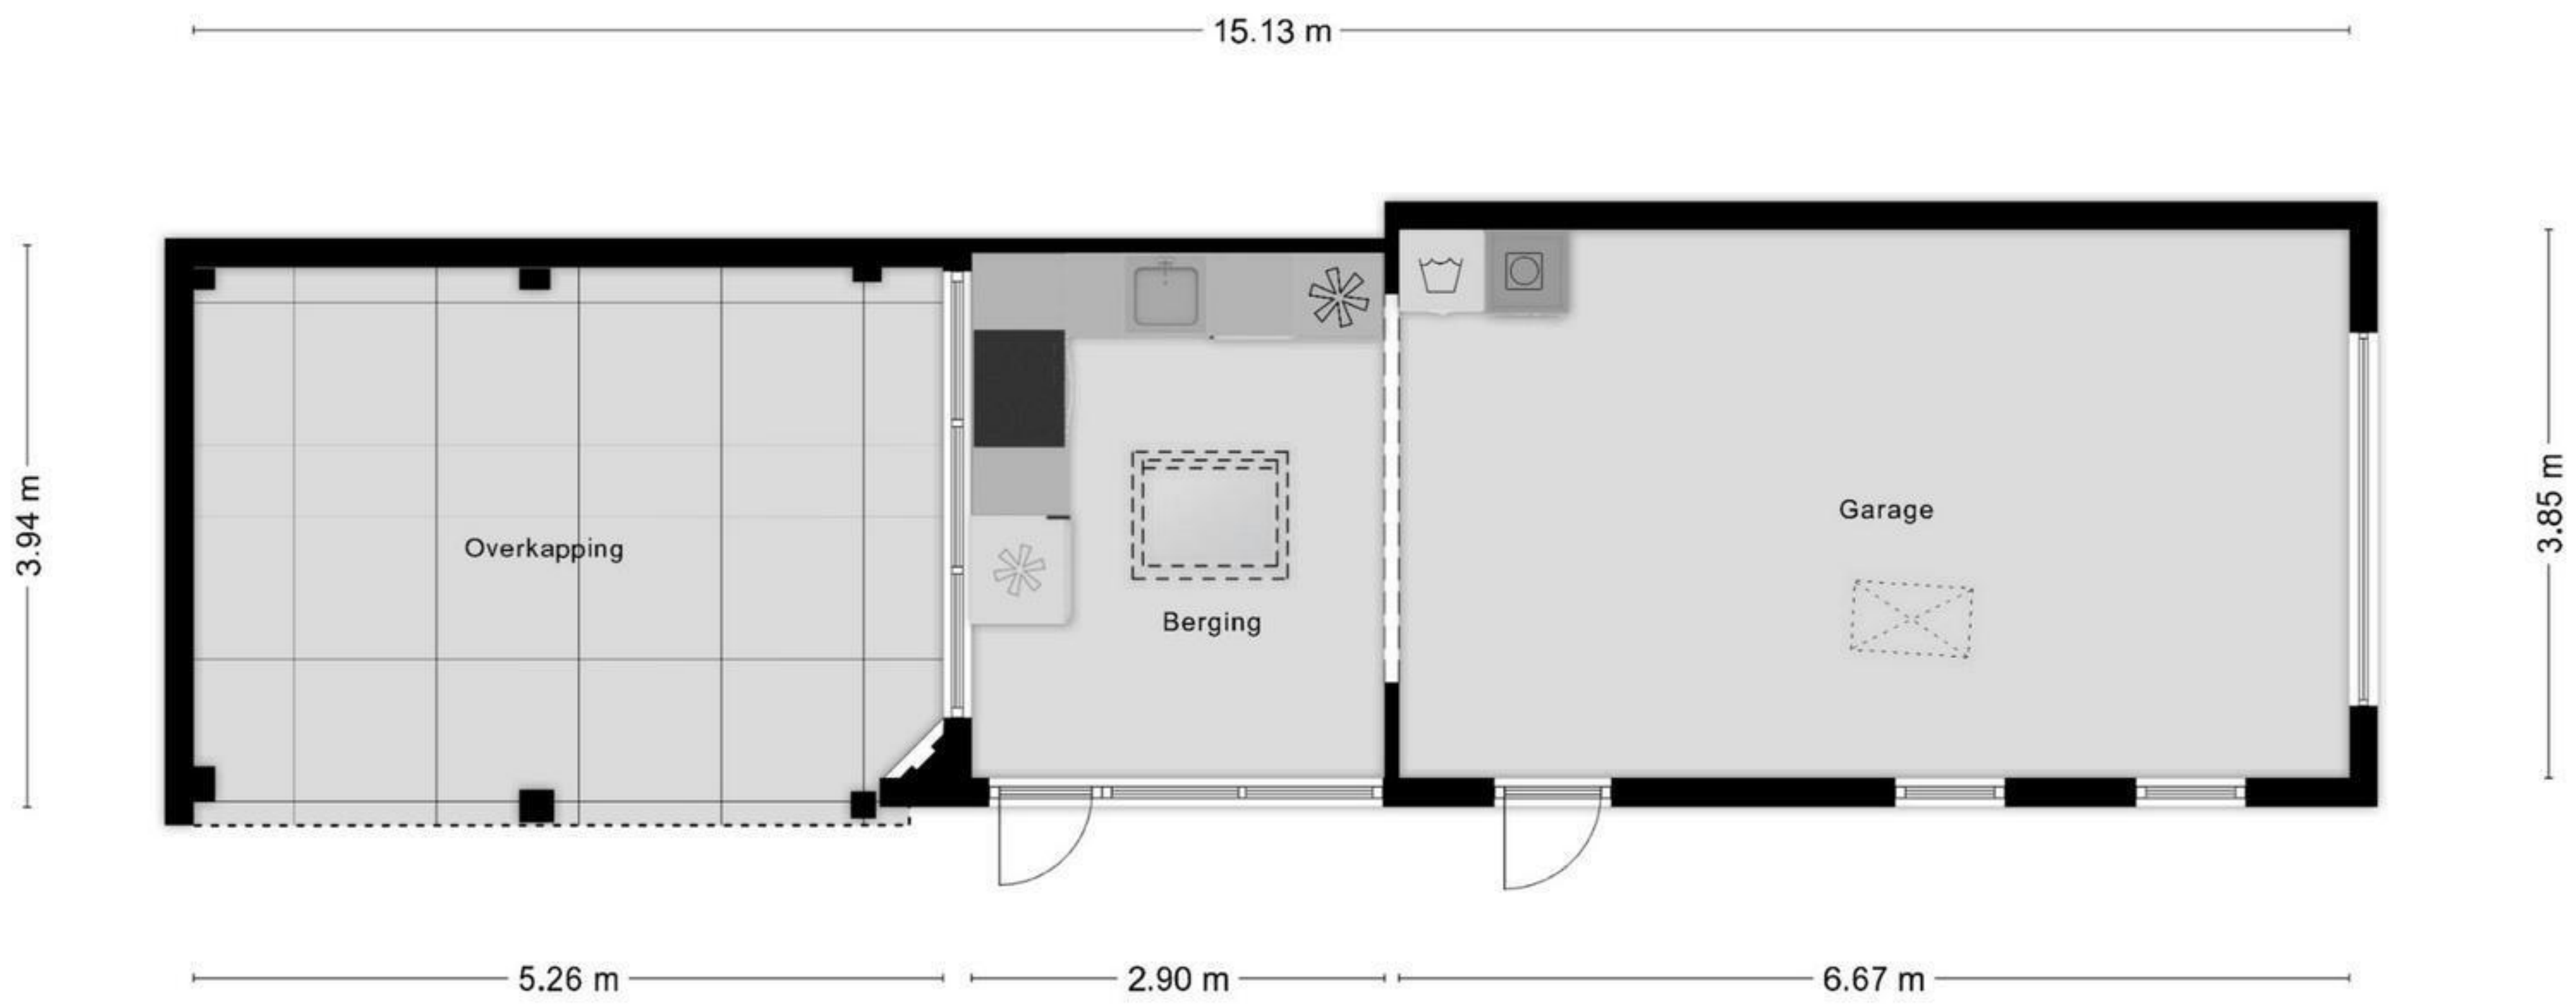 15.13 m
3.94 m
Overkapping
Berging
Garage
3.85 m
5.26 m
2.90 m
6.67 m